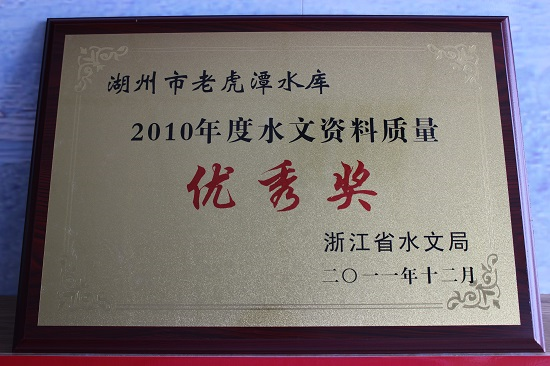 湖州市老虎潭水库
2010年度水文资料质量
优秀奖
浙江省水文局
二〇一一年十二月